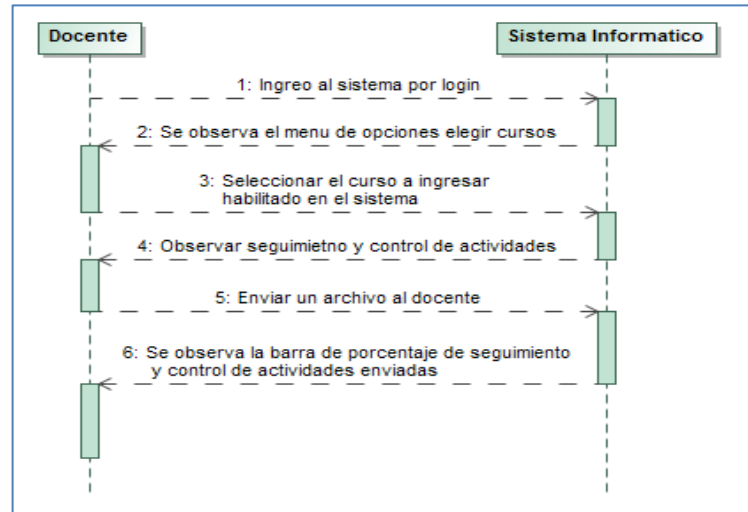 Docente
Sistema Informatico
1: Ingreo al sistema por login
2: Se observa el menu de opciones elegir cursos
3: Seleccionar el curso a ingresar
habilitado en el sistema
4: Observar seguimietno y control de actividades
5: Enviar un archivo al docente
6: Se observa la barra de porcentaje de seguimiento
y control de actividades enviadas